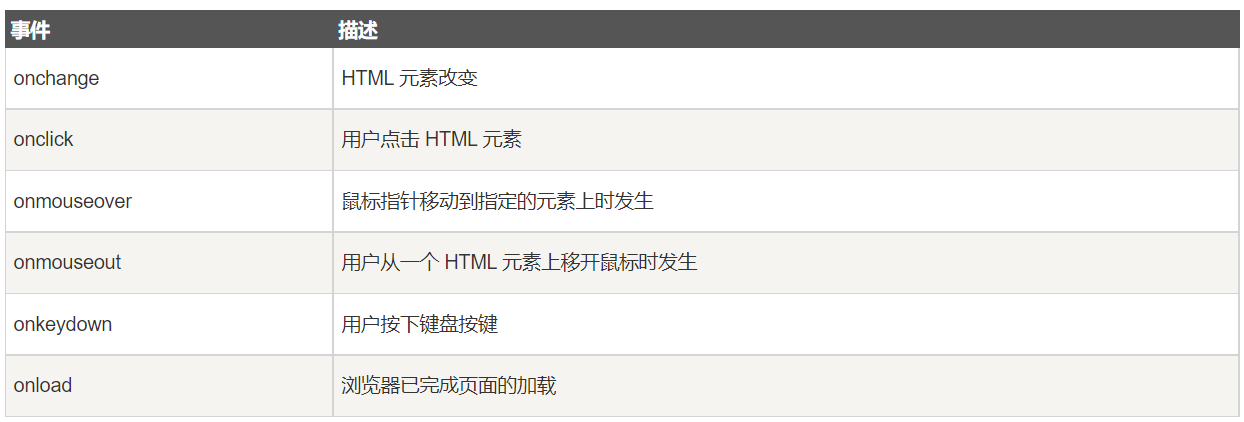 事件 描述
onchange HTML 元素改变
onclick 用户点击 HTML 元素
onmouseover 鼠标指针移动到指定的元素上时发生
onmouseout 用户从一个 HTML 元素上移开鼠标时发生
onkeydown 用户按下键盘按键
onload 浏览器已完成页面的加载